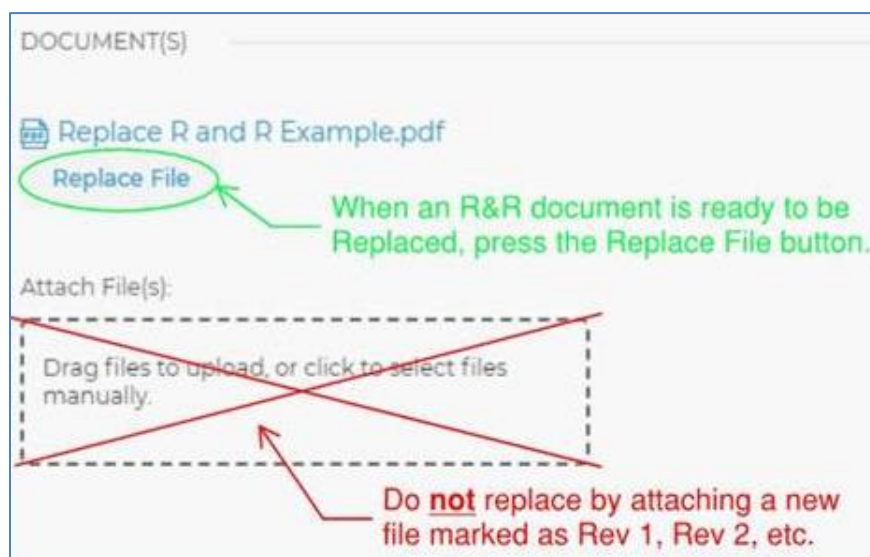 DOCUMENT(S)
Replace R and R Example.pdf
Replace File
When an R&R document is ready to be
Replaced, press the Replace File button.
Attach File(s):
Drag files to upload, or click to select files
manually.
Do not replace by attaching a new
file marked as Rev 1, Rev 2, etc.